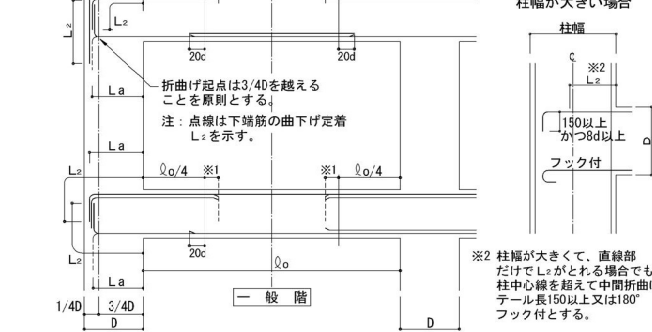 柱幅が大きい場合
L₂
L₂
20d
20d
折曲げ起点は3/4Dを越える
ことを原則とする。
注：点線は下端筋の曲下げ定着
L₂を示す。
La
La
L₂
ℓo/4
※1
※1
ℓo/4
20d
L₂
La
ℓo
一般階
1/4D
3/4D
D
D
柱幅
℄
※2
L₂
150以上
かつ8d以上
フック付
D
※2 柱幅が大きくて、直線部
だけでL₂がとれる場合でも
柱中心線を超えて中間折曲
テール長150以上又は180°
フック付とする。